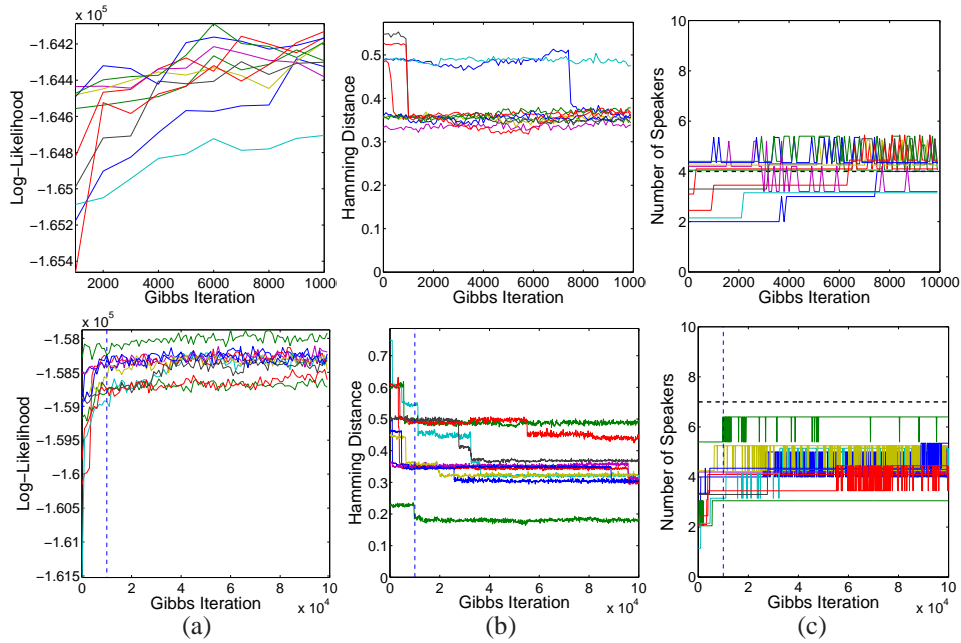 x 10^5
−1.642
−1.644
−1.646
−1.648
−1.65
−1.652
−1.654
Log−Likelihood
2000 4000 6000 8000 1000
Gibbs Iteration
0.5
0.4
0.3
0.2
0.1
0
Hamming Distance
0 2000 4000 6000 8000 1000
Gibbs Iteration
10
8
6
4
2
0
Number of Speakers
0 2000 4000 6000 8000 10000
Gibbs Iteration
x 10^5
−1.58
−1.585
−1.59
−1.595
−1.6
−1.605
−1.61
−1.615
Log−Likelihood
0 2 4 6 8 10
Gibbs Iteration
x 10^4
0.7
0.6
0.5
0.4
0.3
0.2
0.1
0
Hamming Distance
0 2 4 6 8 10
Gibbs Iteration
x 10^4
10
8
6
4
2
0
Number of Speakers
0 2 4 6 8 10
Gibbs Iteration
x 10^4
(a) (b) (c)